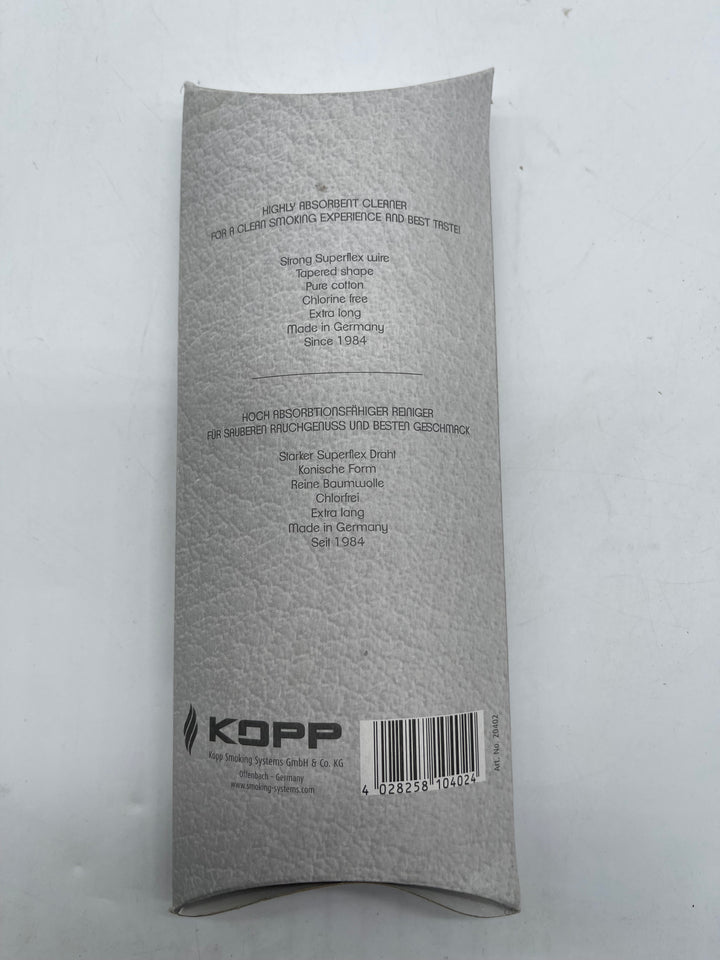 HIGHLY ABSORBENT CLEANER
FOR A CLEAN SMOKING EXPERIENCE AND BEST TASTE!
Strong Superflex wire
Tapered shape
Pure cotton
Chlorine free
Extra long
Made in Germany
Since 1984
HOCH ABSORBTIONSFÄHIGER REINIGER
FÜR SAUBEREN RAUCHGENUSS UND BESTEN GESCHMACK
Starker Superflex Draht
Konische Form
Reine Baumwolle
Chlorfrei
Extra lang
Made in Germany
Seit 1984
KOPP
Kopp Smoking Systems GmbH & Co. KG
Offenbach - Germany
www.smoking-systems.com
4 028258 104024
Art. No. 20402